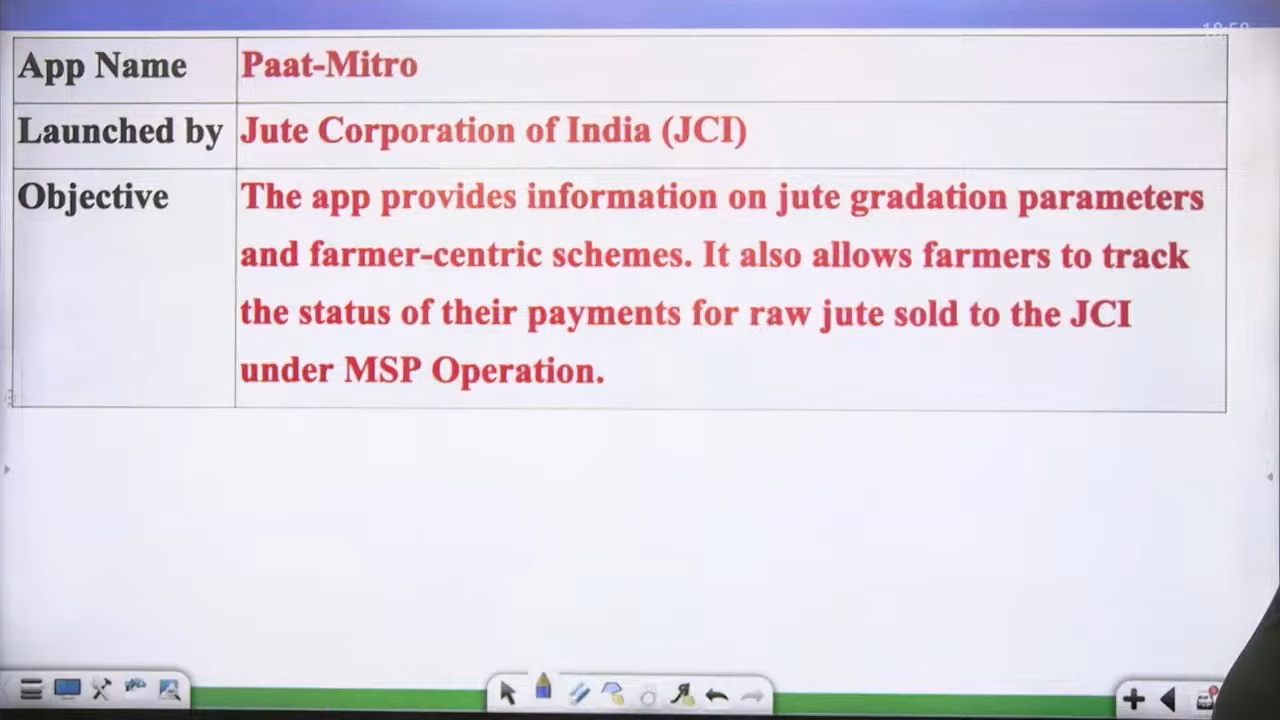 App Name Paat-Mitro
Launched by Jute Corporation of India (JCI)
Objective The app provides information on jute gradation parameters
and farmer-centric schemes. It also allows farmers to track
the status of their payments for raw jute sold to the JCI
under MSP Operation.